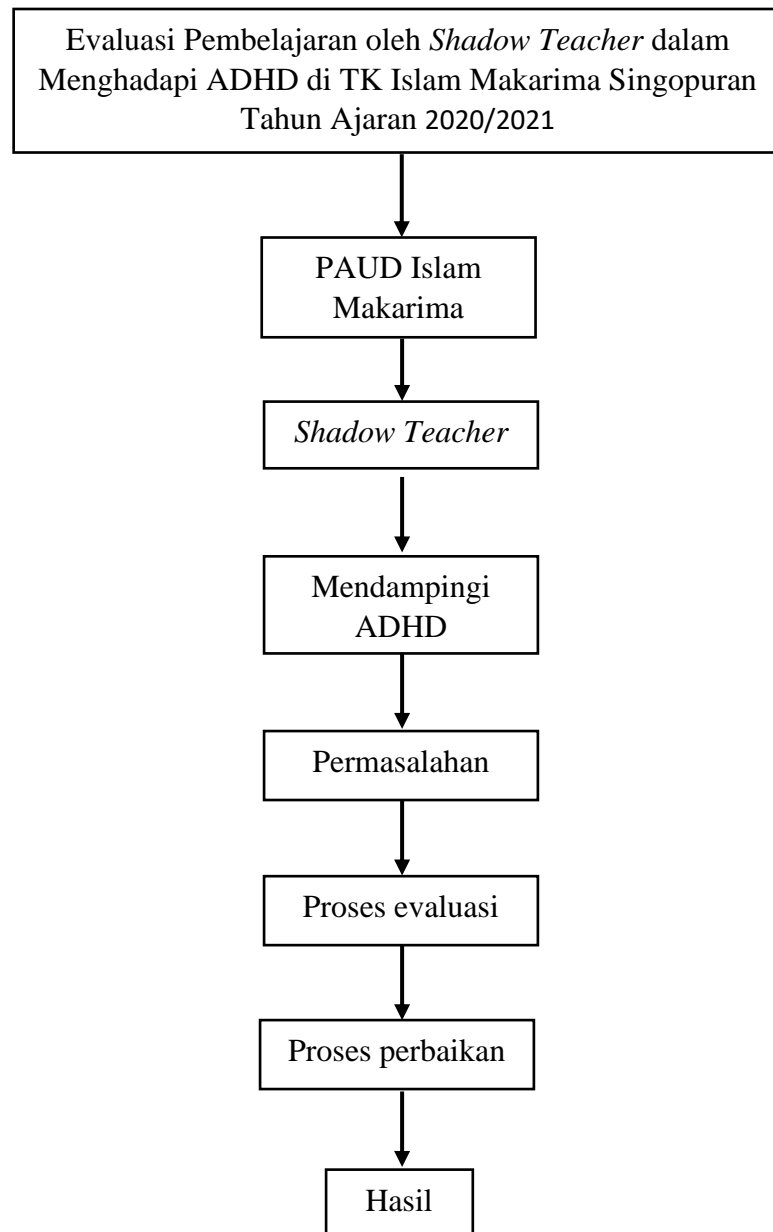 Evaluasi Pembelajaran oleh Shadow Teacher dalam
Menghadapi ADHD di TK Islam Makarima Singopuran
Tahun Ajaran 2020/2021
PAUD Islam
Makarima
Shadow Teacher
Mendampingi
ADHD
Permasalahan
Proses evaluasi
Proses perbaikan
Hasil